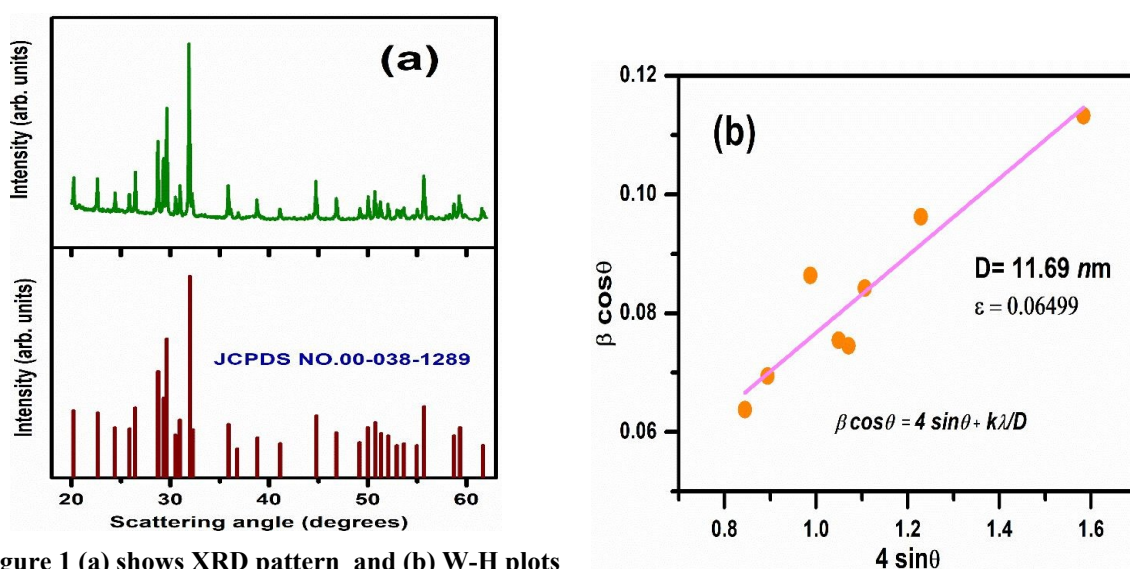 (a)
Intensity (arb. units)
JCPDS NO.00-038-1289
Intensity (arb. units)
20 30 40 50 60
Scattering angle (degrees)
gure 1 (a) shows XRD pattern and (b) W-H plots
(b)
0.12
0.10
0.08
0.06
β cosθ
D= 11.69 nm
ε = 0.06499
β cosθ = 4 sinθ + kλ/D
0.8 1.0 1.2 1.4 1.6
4 sinθ